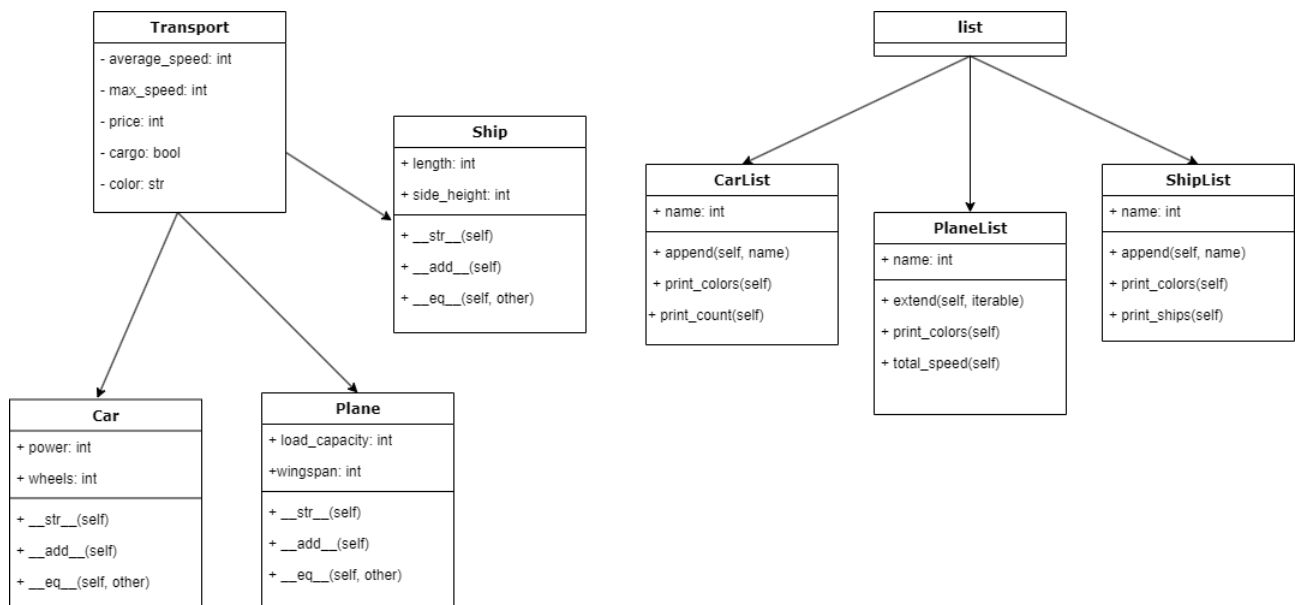 Transport
- average_speed: int
- max_speed: int
- price: int
- cargo: bool
- color: str
Ship
+ length: int
+ side_height: int
+ __str__(self)
+ __add__(self)
+ __eq__(self, other)
Car
+ power: int
+ wheels: int
+ __str__(self)
+ __add__(self)
+ __eq__(self, other)
Plane
+ load_capacity: int
+wingspan: int
+ __str__(self)
+ __add__(self)
+ __eq__(self, other)
list
CarList
+ name: int
+ append(self, name)
+ print_colors(self)
+ print_count(self)
PlaneList
+ name: int
+ extend(self, iterable)
+ print_colors(self)
+ total_speed(self)
ShipList
+ name: int
+ append(self, name)
+ print_colors(self)
+ print_ships(self)